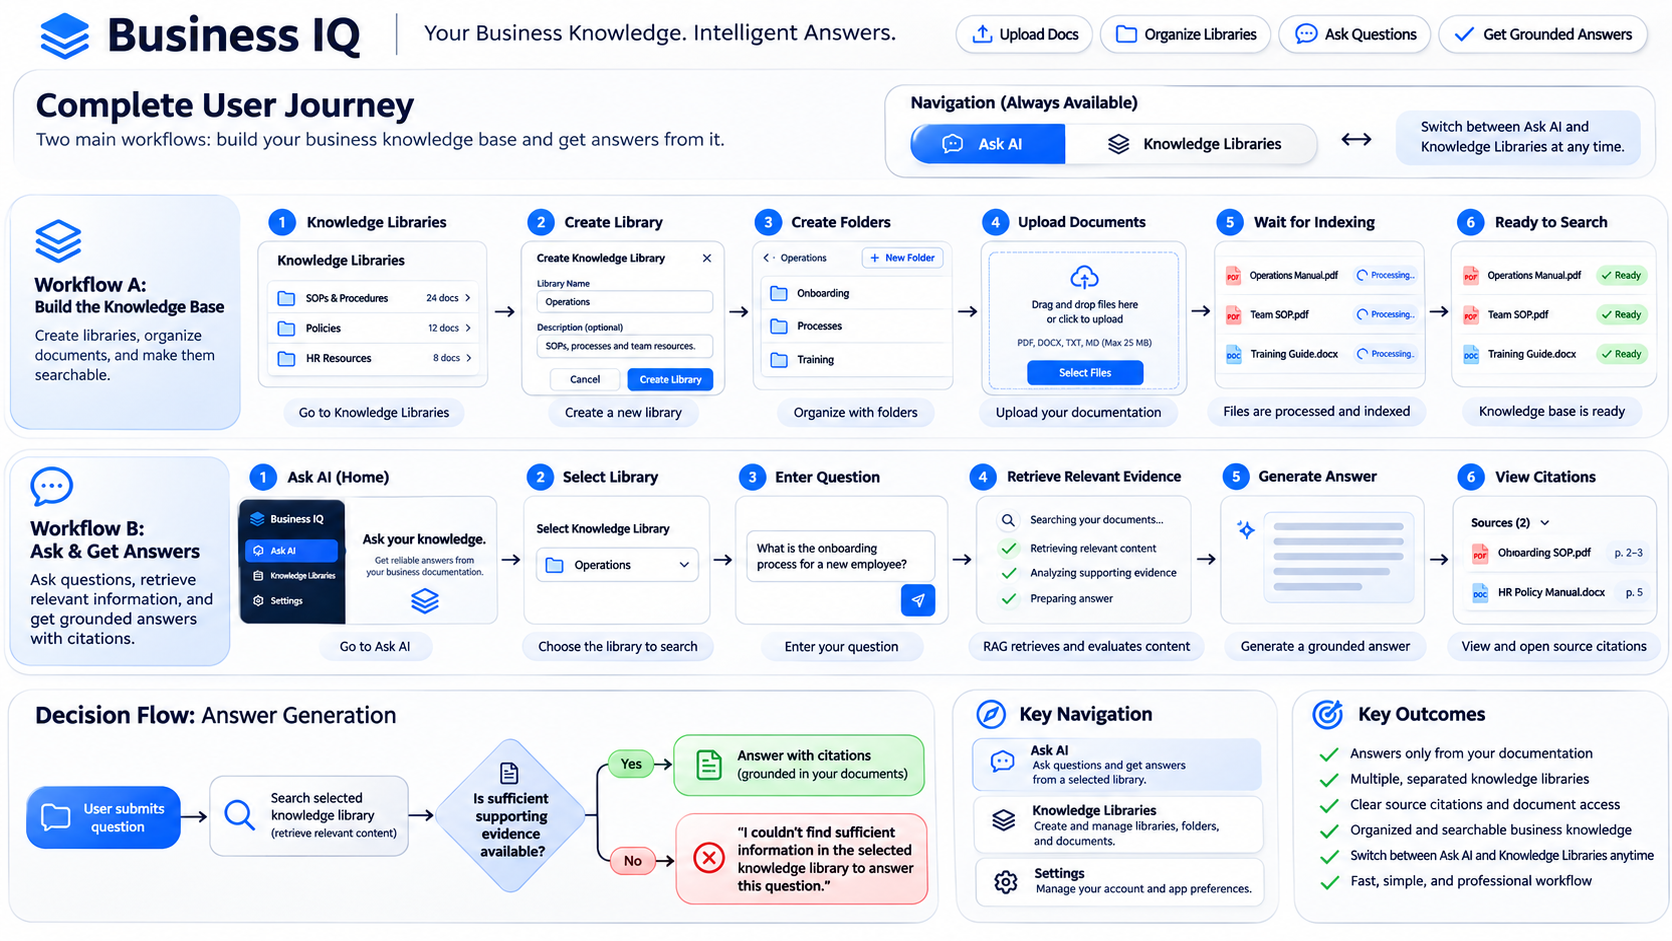 Business IQ
Your Business Knowledge. Intelligent Answers.
Upload Docs
Organize Libraries
Ask Questions
Get Grounded Answers
Complete User Journey
Two main workflows: build your business knowledge base and get answers from it.
Navigation (Always Available)
Ask AI
Knowledge Libraries
Switch between Ask AI and
Knowledge Libraries at any time.
Workflow A:
Build the Knowledge Base
Create libraries, organize
documents, and make them
searchable.
1 Knowledge Libraries
Knowledge Libraries
SOPs & Procedures 24 docs
Policies 12 docs
HR Resources 8 docs
Go to Knowledge Libraries
2 Create Library
Create Knowledge Library
Library Name
Operations
Description (optional)
SOPs, processes and team resources.
Cancel
Create Library
Create a new library
3 Create Folders
Operations
+ New Folder
Onboarding
Processes
Training
Organize with folders
4 Upload Documents
Drag and drop files here
or click to upload
PDF, DOCX, TXT, MD (Max 25 MB)
Select Files
Upload your documentation
5 Wait for Indexing
PDF Operations Manual.pdf Processing..
PDF Team SOP.pdf Processing..
DOC Training Guide.docx Processing..
Files are processed and indexed
6 Ready to Search
PDF Operations Manual.pdf Ready
PDF Team SOP.pdf Ready
DOC Training Guide.docx Ready
Knowledge base is ready
Workflow B:
Ask & Get Answers
Ask questions, retrieve
relevant information, and
get grounded answers
with citations.
1 Ask AI (Home)
Business IQ
Ask AI
Knowledge Libraries
Settings
Ask your knowledge.
Get reliable answers from
your business documentation.
Go to Ask AI
2 Select Library
Select Knowledge Library
Operations
Choose the library to search
3 Enter Question
What is the onboarding
process for a new employee?
Enter your question
4 Retrieve Relevant Evidence
Searching your documents...
Retrieving relevant content
Analyzing supporting evidence
Preparing answer
RAG retrieves and evaluates content
5 Generate Answer
Generate a grounded answer
6 View Citations
Sources (2)
PDF Oboarding SOP.pdf p. 2–3
DOC HR Policy Manual.docx p. 5
View and open source citations
Decision Flow: Answer Generation
User submits
question
Search selected
knowledge library
(retrieve relevant content)
Is sufficient
supporting
evidence
available?
Yes
Answer with citations
(grounded in your documents)
No
"I couldn't find sufficient
information in the selected
knowledge library to answer
this question."
Key Navigation
Ask AI
Ask questions and get answers
from a selected library.
Knowledge Libraries
Create and manage libraries, folders,
and documents.
Settings
Manage your account and app preferences.
Key Outcomes
Answers only from your documentation
Multiple, separated knowledge libraries
Clear source citations and document access
Organized and searchable business knowledge
Switch between Ask AI and Knowledge Libraries anytime
Fast, simple, and professional workflow